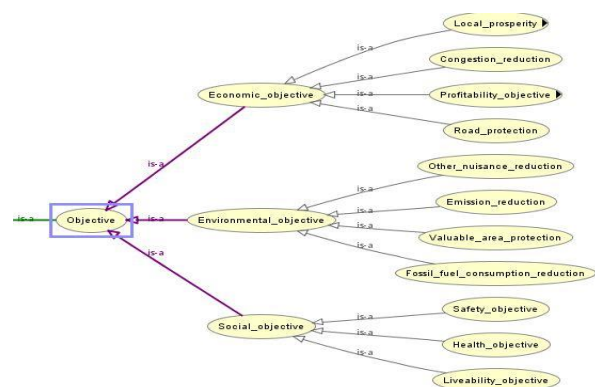 Local_prosperity
is-a
Congestion_reduction
is-a
Economic_objective
Profitability_objective
is-a
is-a
Road_protection
is-a
Other_nuisance_reduction
is-a
Emission_reduction
is-a
is-a
Objective
is-a
Environmental_objective
is-a
Valuable_area_protection
is-a
Fossil_fuel_consumption_reduction
is-a
Safety_objective
is-a
Social_objective
is-a
Health_objective
is-a
Liveability_objective